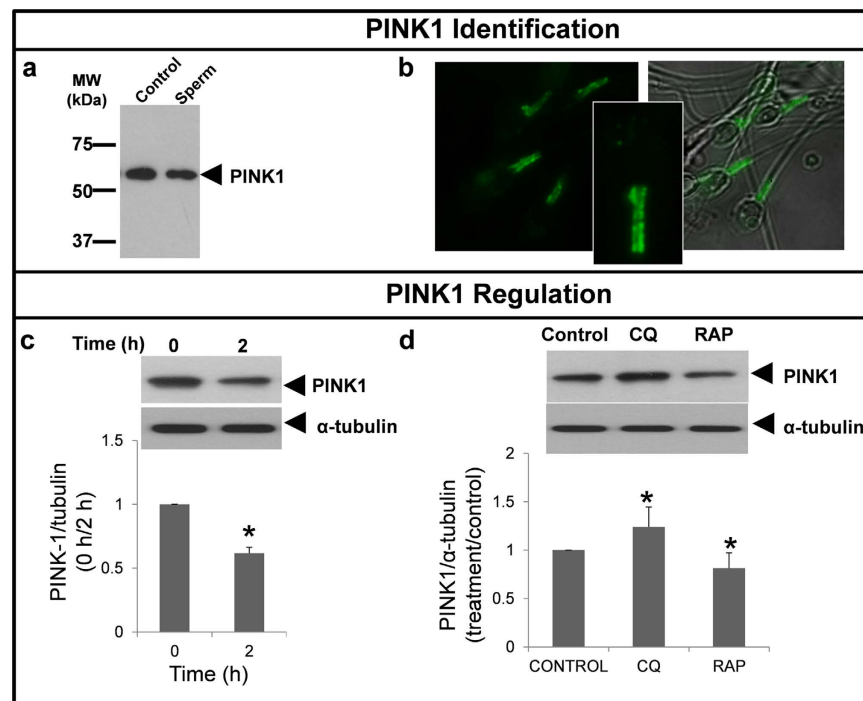 PINK1 Identification
a
MW
(kDa)
Control
Sperm
75
50
37
PINK1
b
PINK1 Regulation
c
Time (h) 0 2
PINK1
α-tubulin
1.5
1
0.5
0
PINK-1/tubulin
(0 h/2 h)
*
0 2
Time (h)
d
Control CQ RAP
PINK1
α-tubulin
2
1.5
1
0.5
0
PINK1/α-tubulin
(treatment/control)
*
*
CONTROL CQ RAP